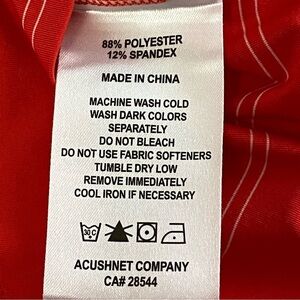 88% POLYESTER
12% SPANDEX
MADE IN CHINA
MACHINE WASH COLD
WASH DARK COLORS
SEPARATELY
DO NOT BLEACH
DO NOT USE FABRIC SOFTENERS
TUMBLE DRY LOW
REMOVE IMMEDIATELY
COOL IRON IF NECESSARY
30C
ACUSHNET COMPANY
CA# 28544